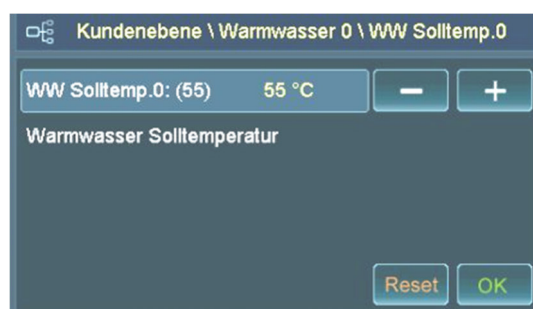 Kundenebene \ Warmwasser 0 \ WW Solltemp.0
WW Solltemp.0: (55) 55 °C − +
Warmwasser Solltemperatur
Reset OK